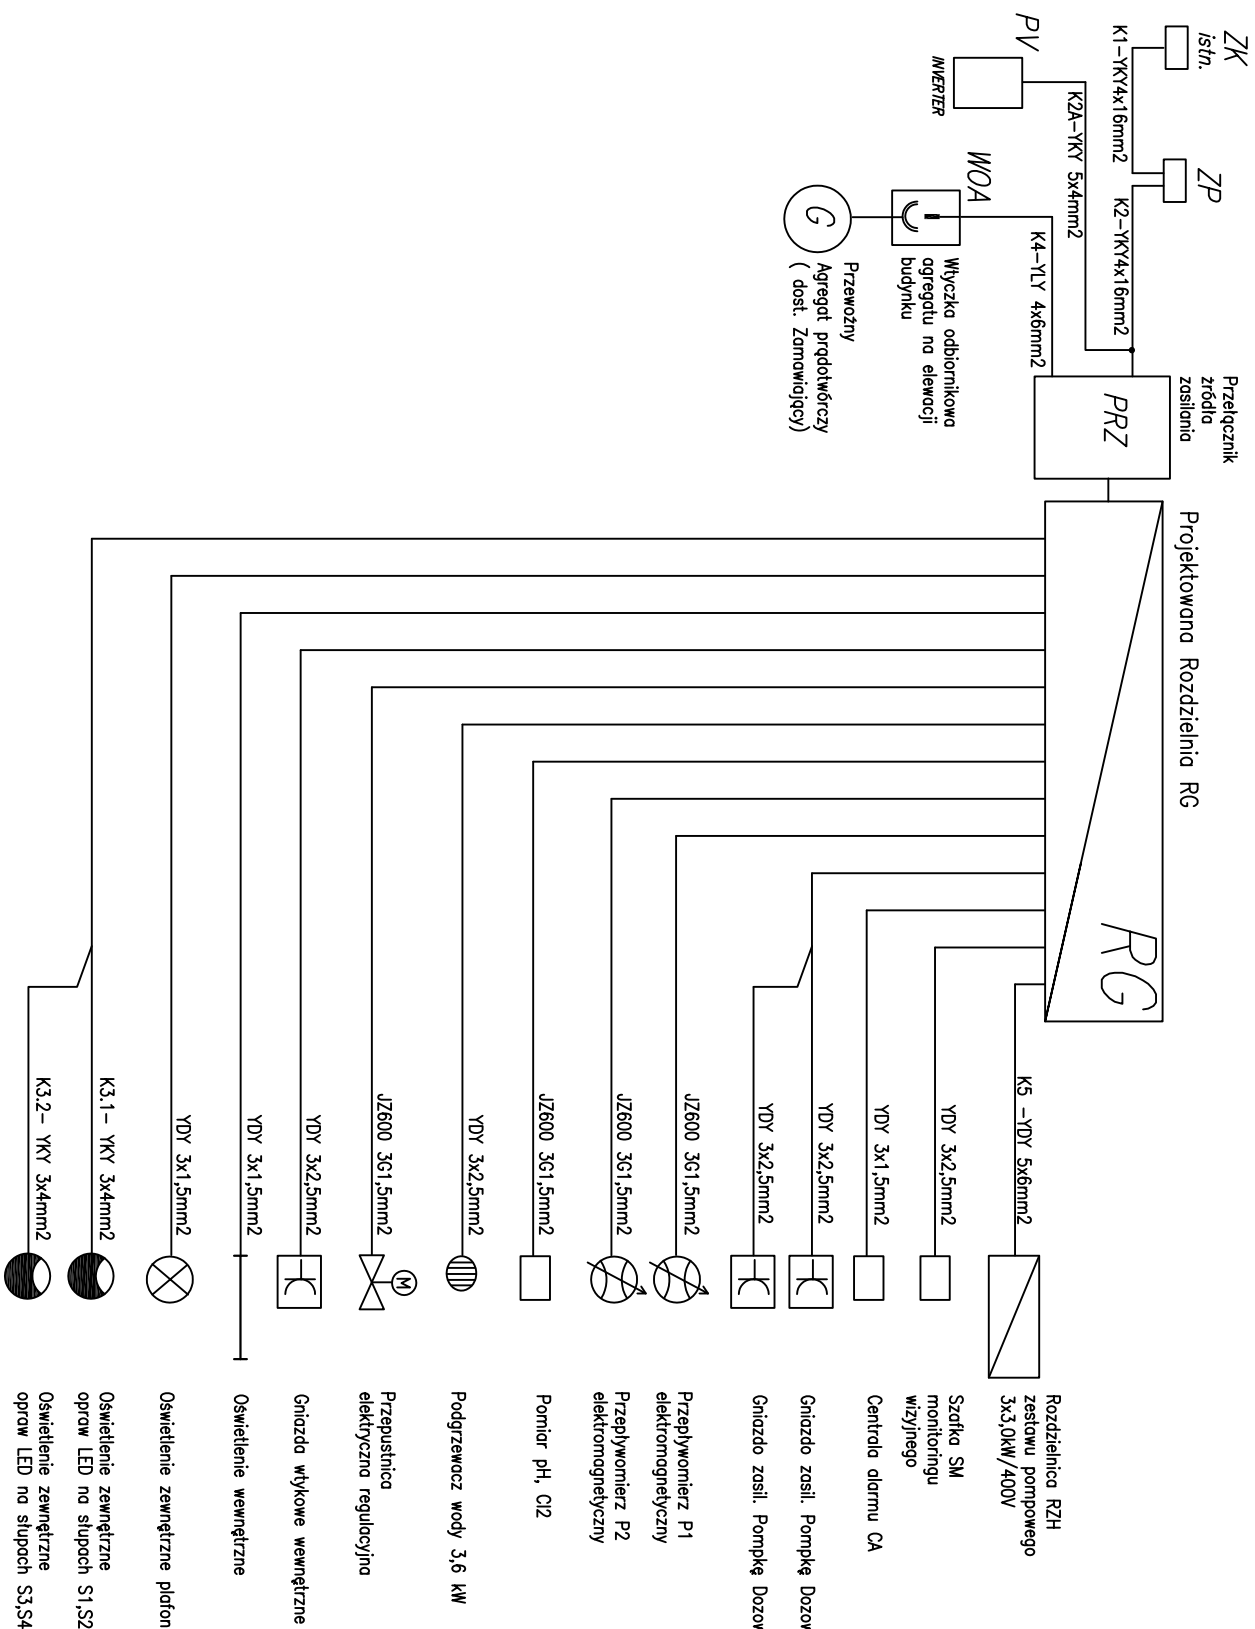 ZK
istn.
K1-YKY4x16mm2
ZP
K2-YKY4x16mm2
PV
INVERTER
K2A-YKY 5x4mm2
WOA
K4-YLY 4x6mm2
Wtyczka odbiornikowa
agregatu na elewacji
budynku
G
Przewoźny
Agregat prądotwórczy
( dost. Zamawiający)
Przełącznik
źródła
zasilania
PRZ
Projektowana Rozdzielnia RG
RG
K5 -YDY 5x6mm2
Rozdzielnica RZH
zestawu pompowego
3x3,0kW/400V
YDY 3x2,5mm2
Szafka SM
monitoringu
wizyjnego
YDY 3x1,5mm2
Centrala alarmu CA
YDY 3x2,5mm2
Gniazdo zasil. Pompkę Dozow
YDY 3x2,5mm2
Gniazdo zasil. Pompkę Dozow
JZ600 3G1,5mm2
Przepływomierz P1
elektromagnetyczny
JZ600 3G1,5mm2
Przepływomierz P2
elektromagnetyczny
JZ600 3G1,5mm2
Pomiar pH, Cl2
YDY 3x2,5mm2
Podgrzewacz wody 3,6 kW
JZ600 3G1,5mm2
M
Przepustnica
elektryczna regulacyjna
YDY 3x2,5mm2
Gniazda wtykowe wewnętrzne
YDY 3x1,5mm2
Oświetlenie wewnętrzne
YDY 3x1,5mm2
Oświetlenie zewnętrzne plafon
K3.1- YKY 3x4mm2
Oświetlenie zewnętrzne
opraw LED na słupach S1,S2
K3.2- YKY 3x4mm2
Oświetlenie zewnętrzne
opraw LED na słupach S3,S4